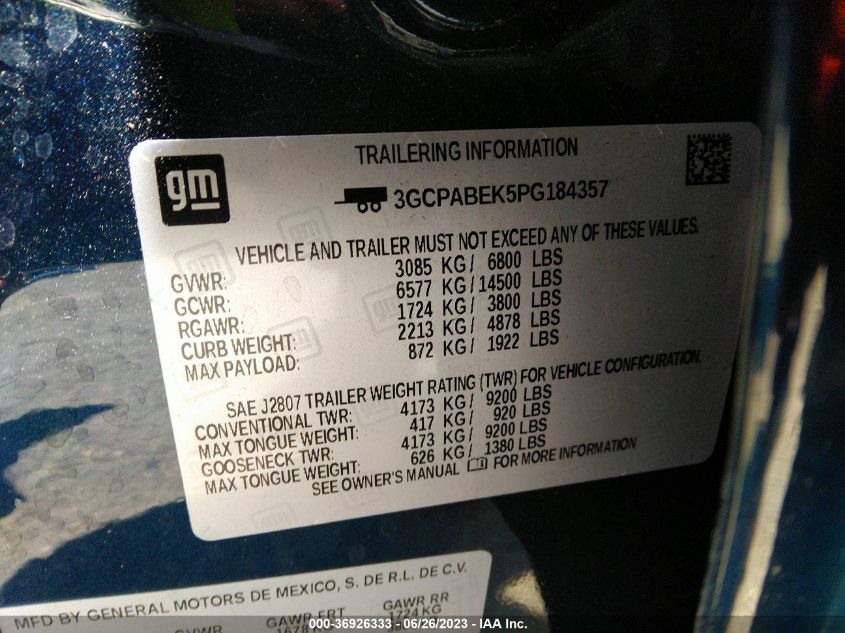 gm
TRAILERING INFORMATION
3GCPABEK5PG184357
VEHICLE AND TRAILER MUST NOT EXCEED ANY OF THESE VALUES.
GVWR: 3085 KG/ 6800 LBS
GCWR: 6577 KG/14500 LBS
RGAWR: 1724 KG/ 3800 LBS
CURB WEIGHT: 2213 KG/ 4878 LBS
MAX PAYLOAD: 872 KG/ 1922 LBS
SAE J2807 TRAILER WEIGHT RATING (TWR) FOR VEHICLE CONFIGURATION.
CONVENTIONAL TWR: 4173 KG/ 9200 LBS
MAX TONGUE WEIGHT: 417 KG/ 920 LBS
GOOSENECK TWR: 4173 KG/ 9200 LBS
MAX TONGUE WEIGHT: 626 KG/ 1380 LBS
SEE OWNER'S MANUAL FOR MORE INFORMATION
MFD BY GENERAL MOTORS DE MEXICO, S. DE R.L. DE C.V.
GVWR GAWR FRT GAWR RR
1678 KG 1724 KG
000-36926333 - 06/26/2023 - IAA Inc.